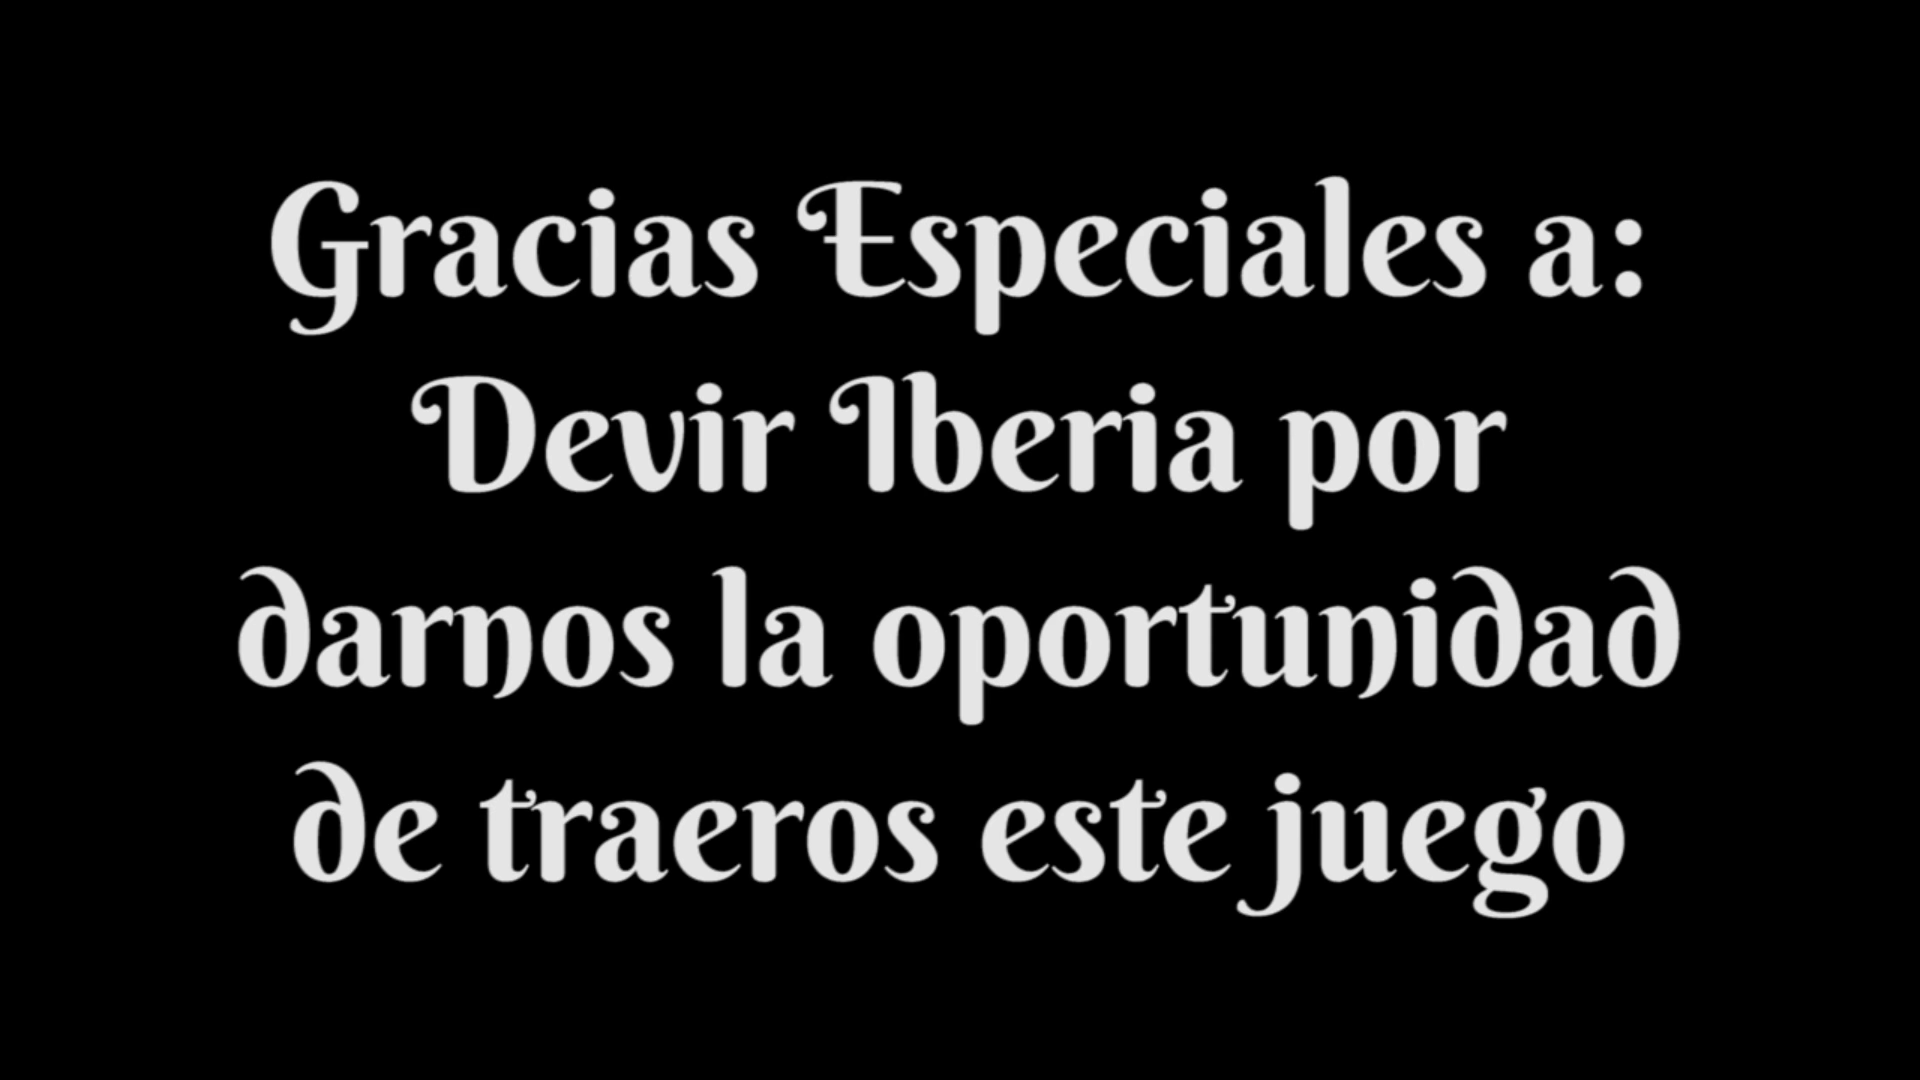 Gracias Especiales a:
Devir Iberia por
darnos la oportunidad
de traeros este juego